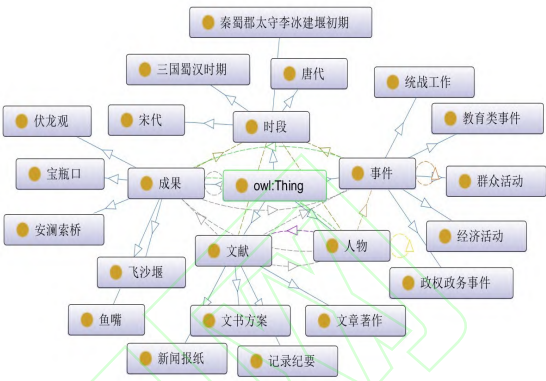 秦蜀郡太守李冰建堰初期
三国蜀汉时期
唐代
统战工作
伏龙观
宋代
时段
教育类事件
宝瓶口
成果
owl:Thing
事件
群众活动
安澜索桥
文献
人物
经济活动
飞沙堰
政权政务事件
鱼嘴
文书方案
文章著作
新闻报纸
记录纪要